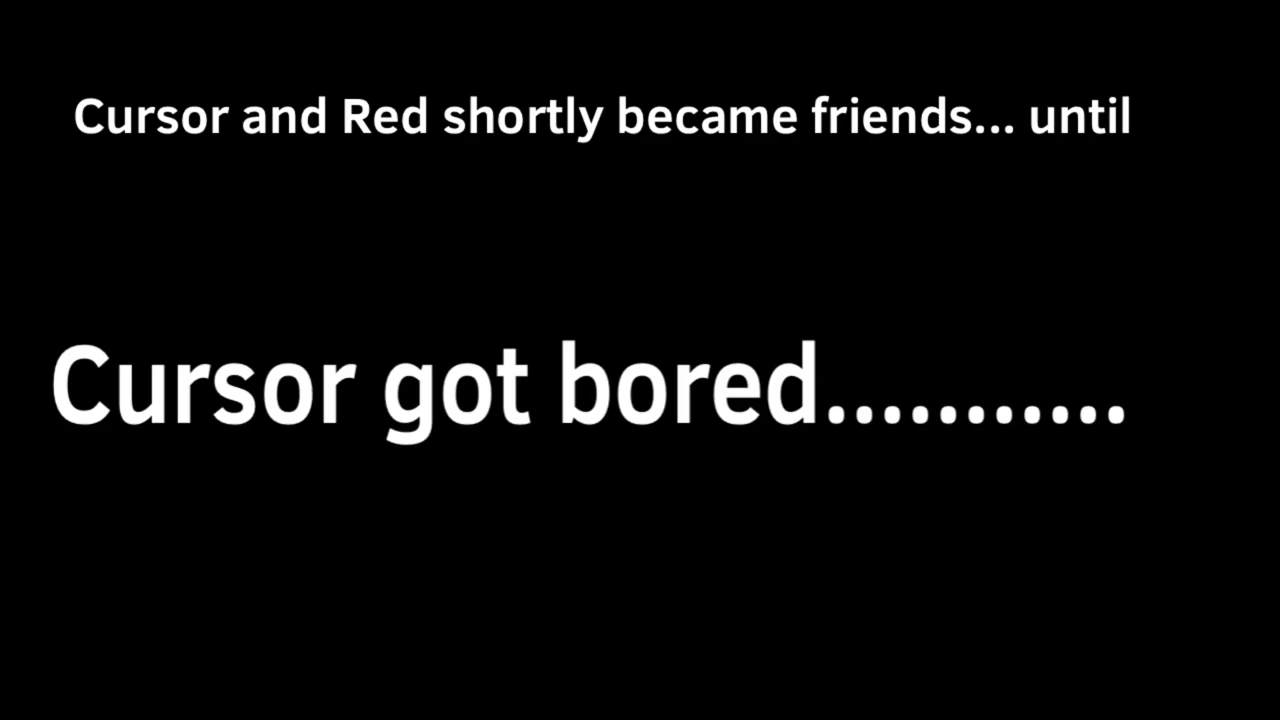 Cursor and Red shortly became friends... until
Cursor got bored...........